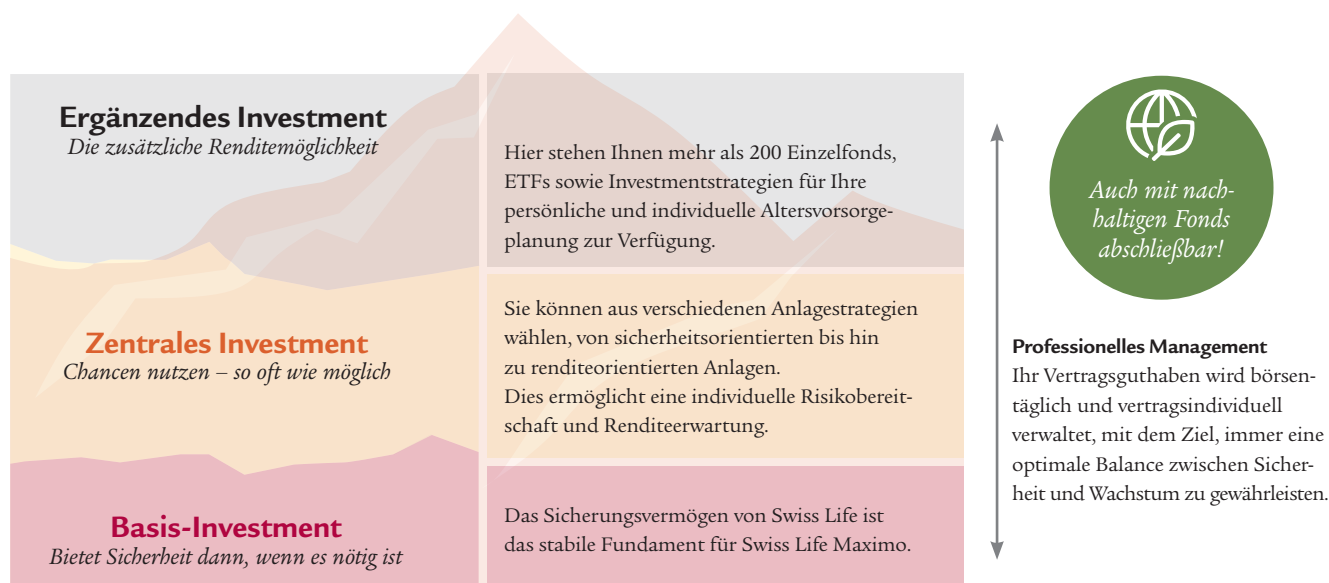 Ergänzendes Investment
Die zusätzliche Renditemöglichkeit
Hier stehen Ihnen mehr als 200 Einzelfonds,
ETFs sowie Investmentstrategien für Ihre
persönliche und individuelle Altersvorsorge-
planung zur Verfügung.
Zentrales Investment
Chancen nutzen – so oft wie möglich
Sie können aus verschiedenen Anlagestrategien
wählen, von sicherheitsorientierten bis hin
zu renditeorientierten Anlagen.
Dies ermöglicht eine individuelle Risikobereit-
schaft und Renditeerwartung.
Basis-Investment
Bietet Sicherheit dann, wenn es nötig ist
Das Sicherungsvermögen von Swiss Life ist
das stabile Fundament für Swiss Life Maximo.
Auch mit nach-
haltigen Fonds
abschließbar!
Professionelles Management
Ihr Vertragsguthaben wird börsen-
täglich und vertragsindividuell
verwaltet, mit dem Ziel, immer eine
optimale Balance zwischen Sicher-
heit und Wachstum zu gewährleisten.